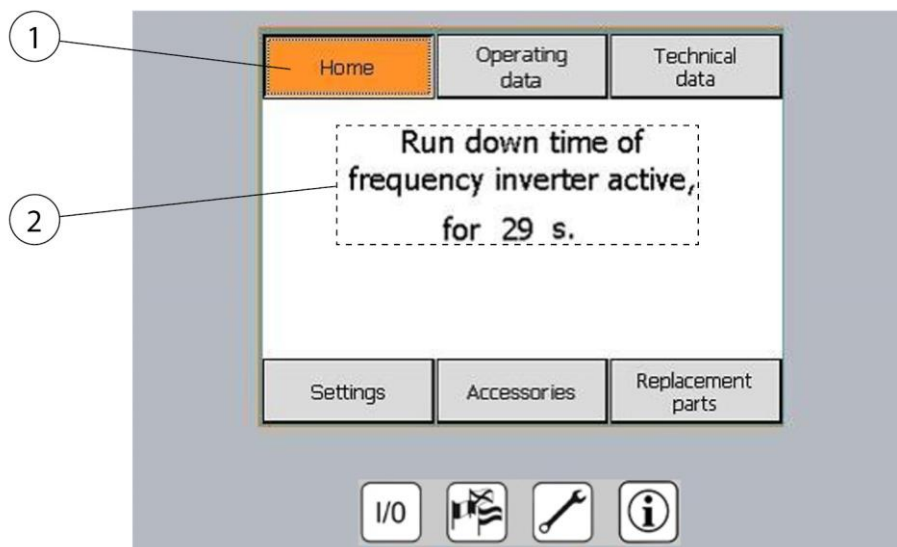 1
Home
Operating
data
Technical
data
Run down time of
frequency inverter active,
for 29 s.
2
Settings
Accessories
Replacement
parts
I/0
i